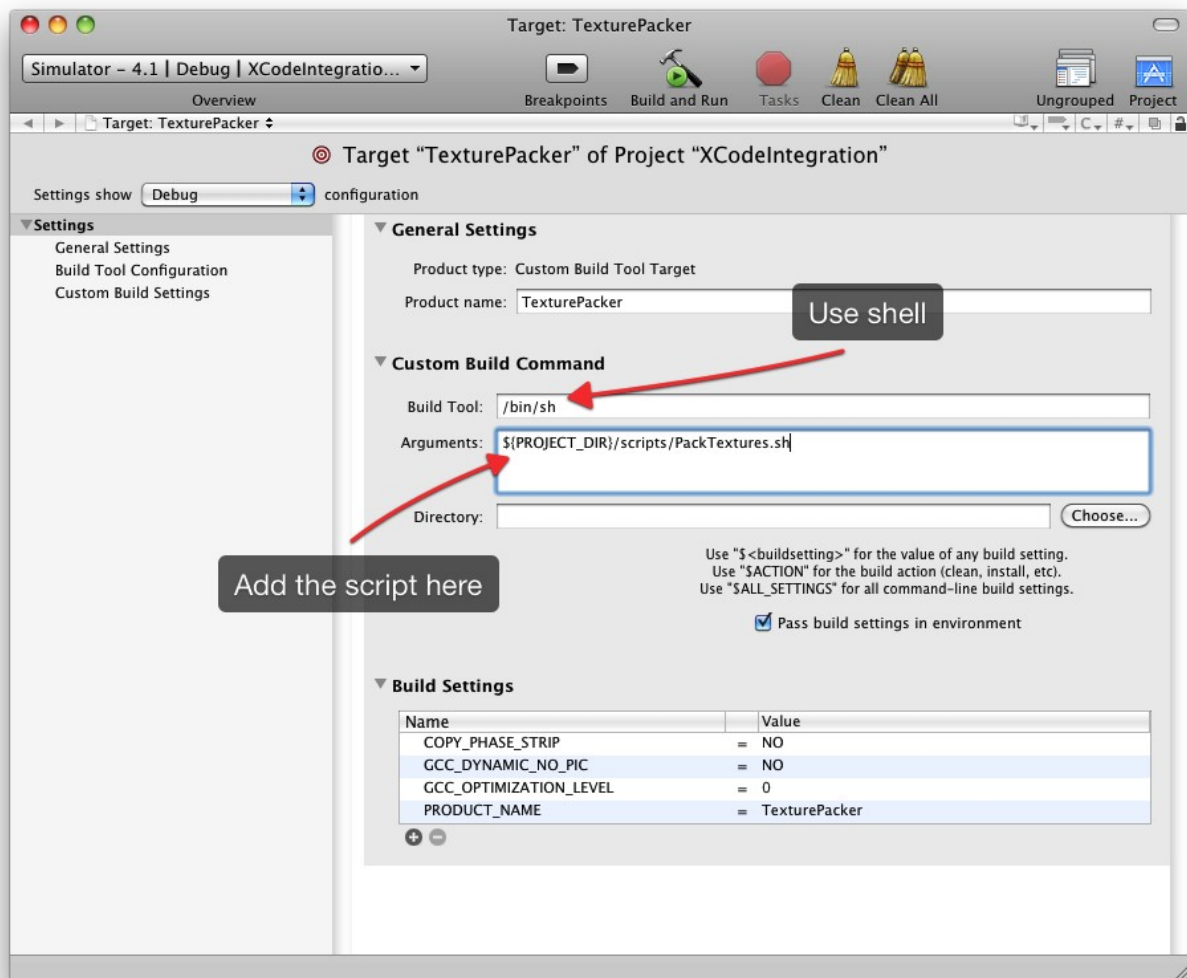 Target: TexturePacker
Simulator – 4.1 | Debug | XCodeIntegratio...
Overview
Breakpoints
Build and Run
Tasks
Clean
Clean All
Ungrouped
Project
Target: TexturePacker
C
#
Target “TexturePacker” of Project “XCodeIntegration”
Settings show
Debug
configuration
Settings
General Settings
Build Tool Configuration
Custom Build Settings
General Settings
Product type: Custom Build Tool Target
Product name: TexturePacker
Use shell
Custom Build Command
Build Tool: /bin/sh
Arguments: ${PROJECT_DIR}/scripts/PackTextures.sh
Directory:
Choose...
Add the script here
Use "$<buildsetting>" for the value of any build setting.
Use "$ACTION" for the build action (clean, install, etc).
Use "$ALL_SETTINGS" for all command-line build settings.
Pass build settings in environment
Build Settings
Name Value
COPY_PHASE_STRIP = NO
GCC_DYNAMIC_NO_PIC = NO
GCC_OPTIMIZATION_LEVEL = 0
PRODUCT_NAME = TexturePacker